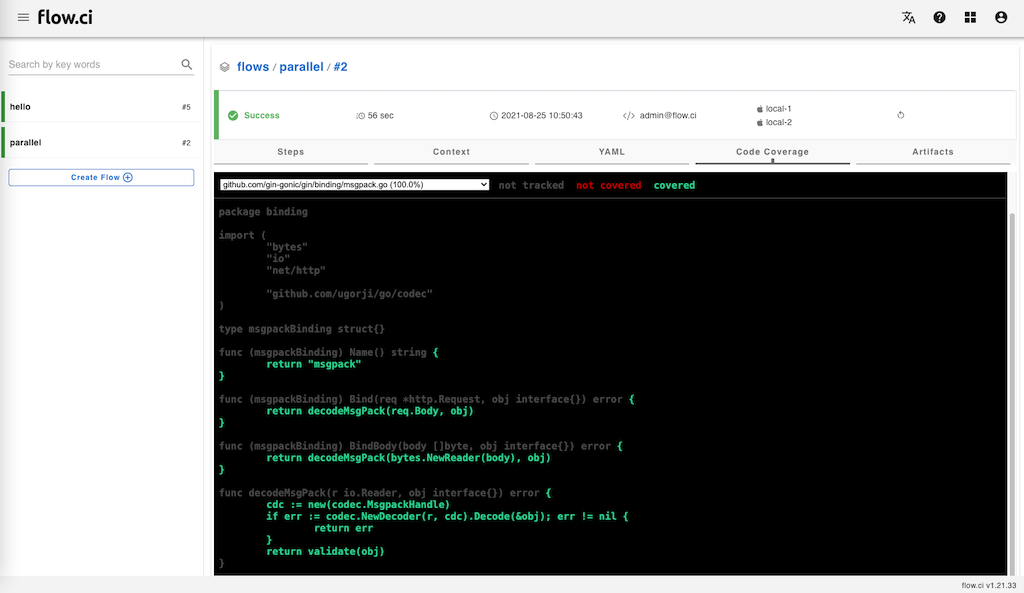 flow.ci
Search by key words
hello #5
parallel #2
Create Flow
flows / parallel / #2
Success 56 sec 2021-08-25 10:50:43 </> admin@flow.ci local-1
local-2
Steps Context YAML Code Coverage Artifacts
github.com/gin-gonic/gin/binding/msgpack.go (100.0%) not tracked not covered covered
package binding
import (
"bytes"
"io"
"net/http"
"github.com/ugorji/go/codec"
)
type msgpackBinding struct{}
func (msgpackBinding) Name() string {
return "msgpack"
}
func (msgpackBinding) Bind(req *http.Request, obj interface{}) error {
return decodeMsgPack(req.Body, obj)
}
func (msgpackBinding) BindBody(body []byte, obj interface{}) error {
return decodeMsgPack(bytes.NewReader(body), obj)
}
func decodeMsgPack(r io.Reader, obj interface{}) error {
cdc := new(codec.MsgpackHandle)
if err := codec.NewDecoder(r, cdc).Decode(&obj); err != nil {
return err
}
return validate(obj)
}
flow.ci v1.21.33